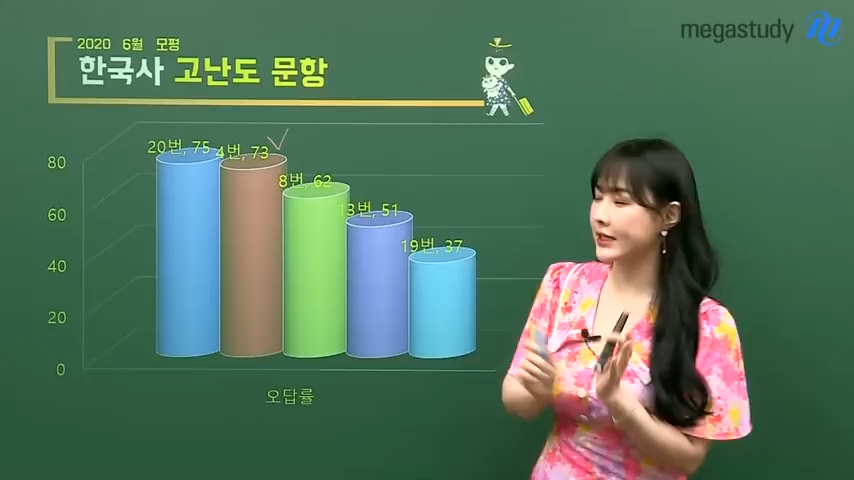 megastudy
2020 6월 모평
한국사 고난도 문항
20번, 75
4번, 73
8번, 62
13번, 51
19번, 37
80
60
40
20
0
오답률